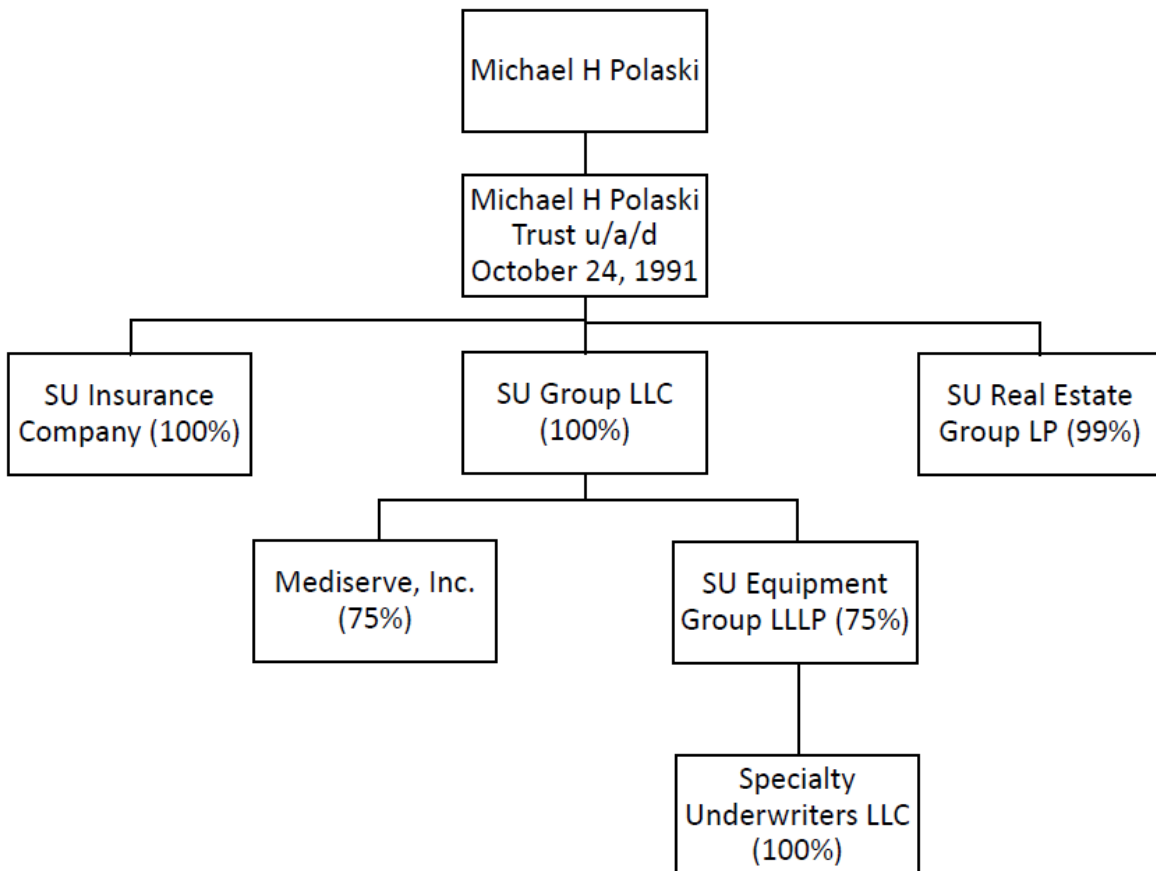 Michael H Polaski
Michael H Polaski
Trust u/a/d
October 24, 1991
SU Insurance
Company (100%)
SU Group LLC
(100%)
SU Real Estate
Group LP (99%)
Mediserve, Inc.
(75%)
SU Equipment
Group LLLP (75%)
Specialty
Underwriters LLC
(100%)